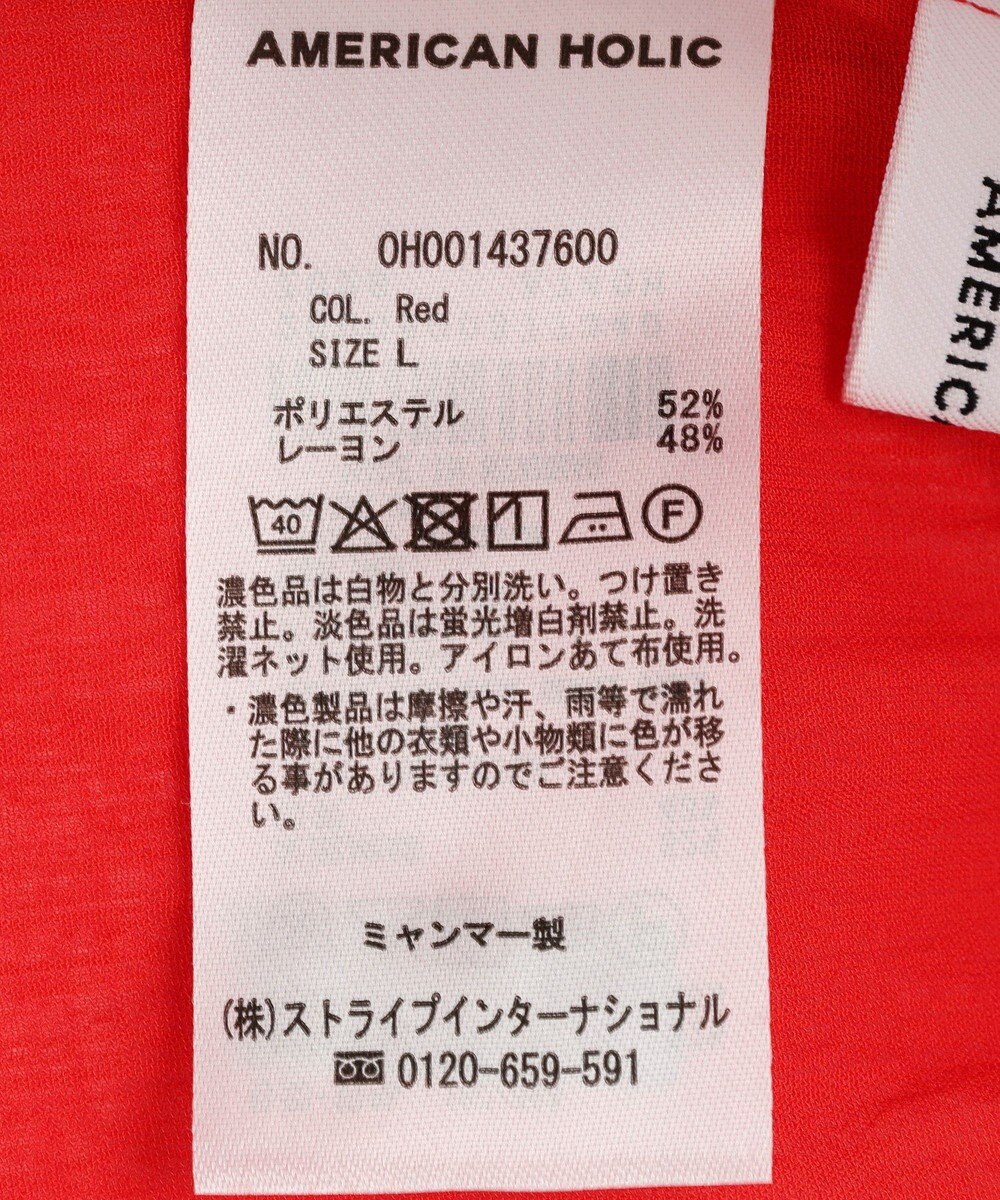 AMERICAN HOLIC
NO. 0H001437600
COL. Red
SIZE L
ポリエステル 52%
レーヨン 48%
40 F
濃色品は白物と分別洗い。つけ置き
禁止。淡色品は蛍光増白剤禁止。洗
濯ネット使用。アイロンあて布使用。
・濃色製品は摩擦や汗、雨等で濡れ
た際に他の衣類や小物類に色が移
る事がありますのでご注意くださ
い。
ミャンマー製
(株)ストライプインターナショナル
0120-659-591
AMERICA